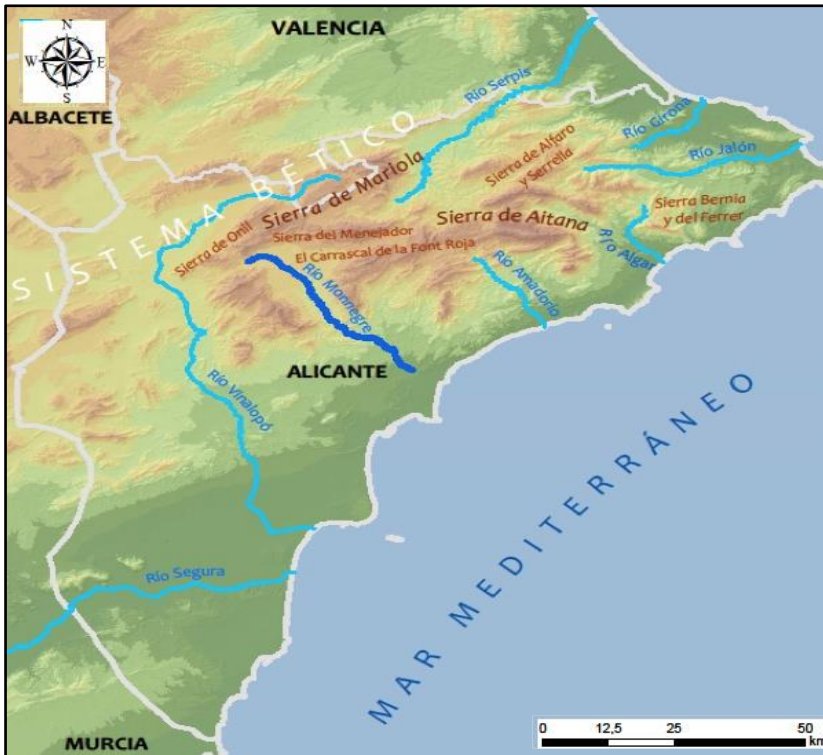 VALENCIA
N
W E
S
ALBACETE
Río Serpis
Río Girona
Río Jalón
SISTEMA BÉTICO
Sierra de Mariola
Sierra de Alfaro
y Serrella
Sierra de Onil
Sierra del Menejador
El Carrascal de la Font Roja
Sierra de Aitana
Sierra Bernia
y del Ferrer
Río Algar
Río Monnegre
Río Amadorio
ALICANTE
Río Vinalopó
MAR MEDITERRÁNEO
Río Segura
MURCIA
0 12,5 25 50
km